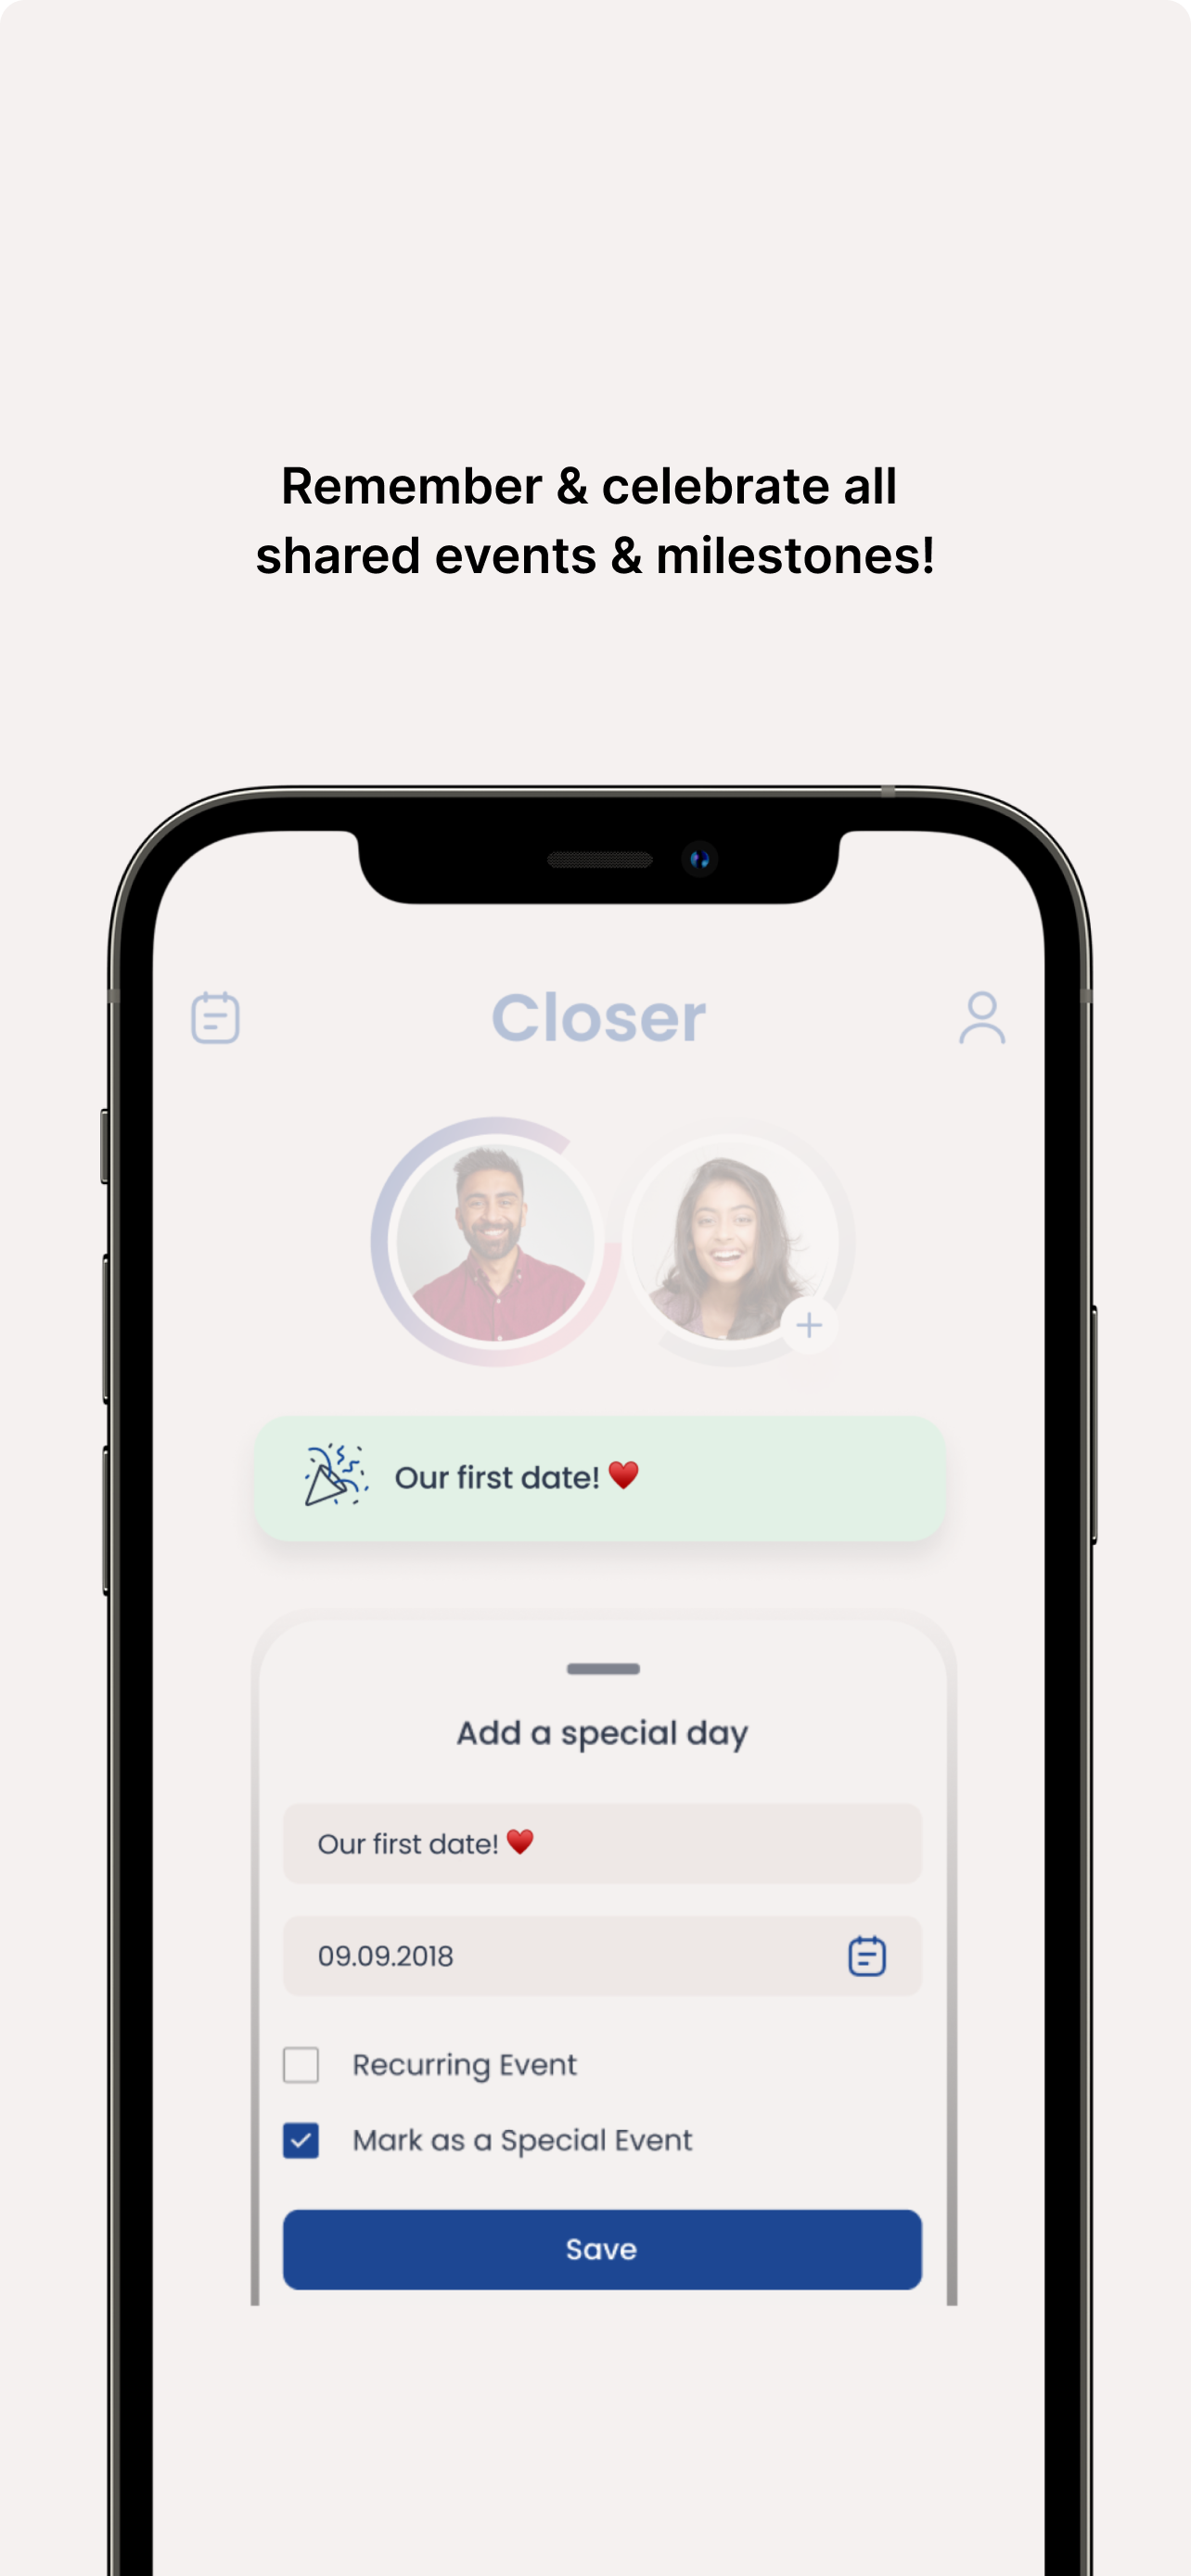 Remember & celebrate all
shared events & milestones!
Closer
Our first date! ♥️
Add a special day
Our first date! ♥️
09.09.2018
Recurring Event
Mark as a Special Event
Save